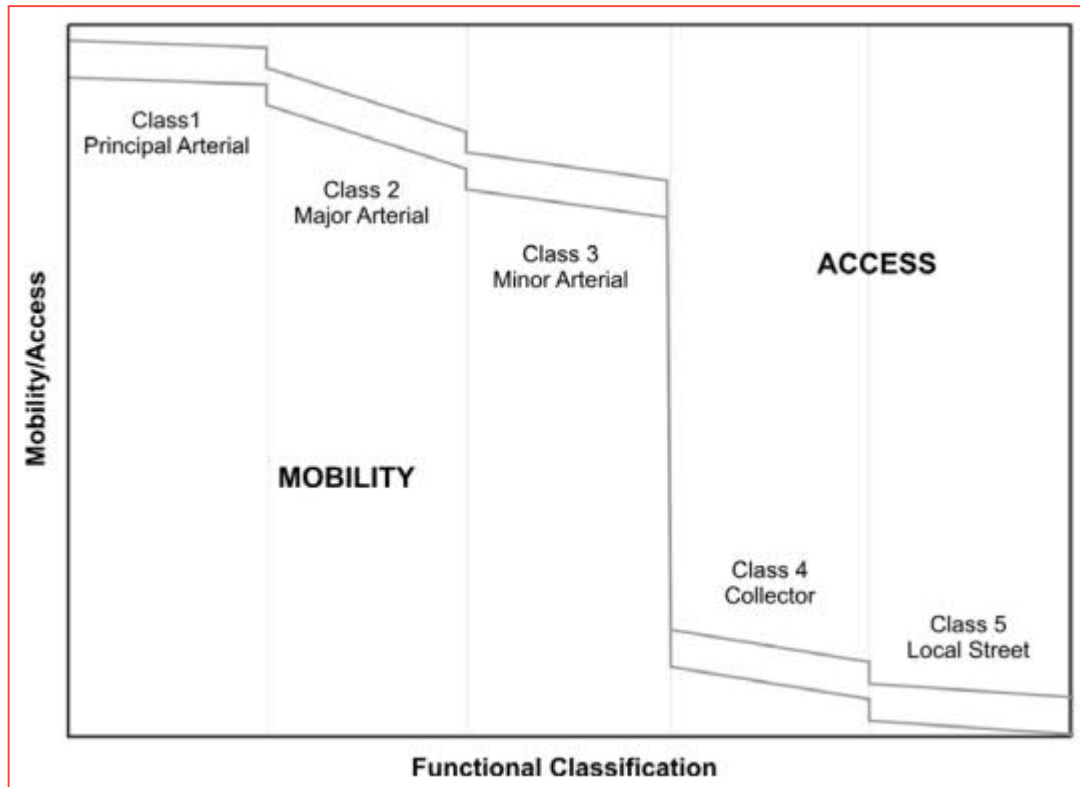 Class1
Principal Arterial
Class 2
Major Arterial
Class 3
Minor Arterial
ACCESS
Mobility/Access
MOBILITY
Class 4
Collector
Class 5
Local Street
Functional Classification